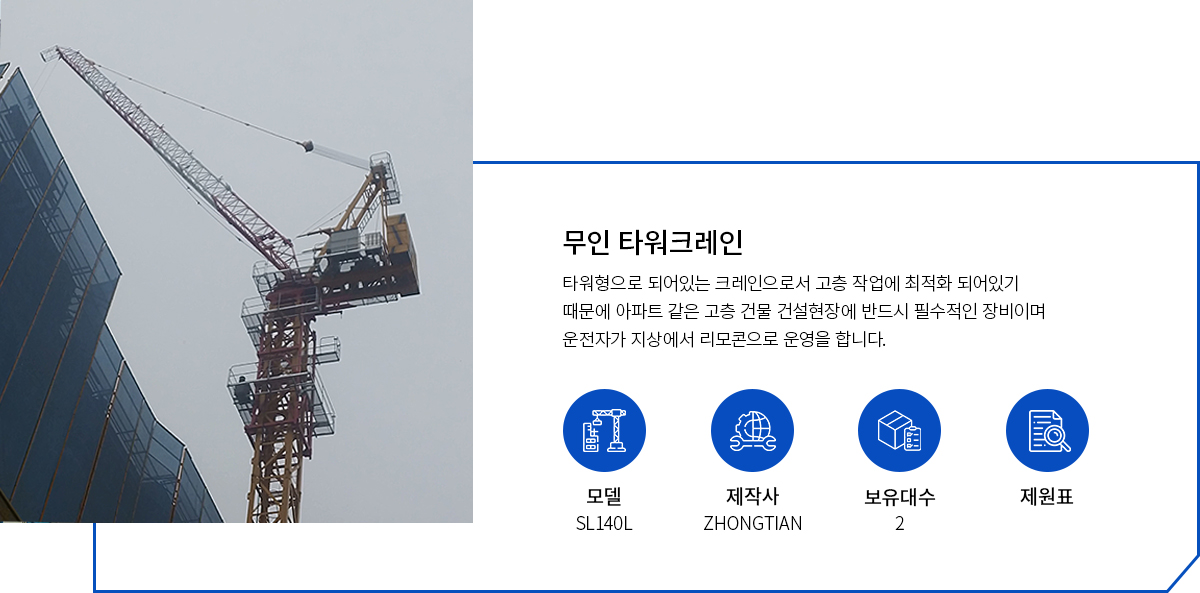 무인 타워크레인
타워형으로 되어있는 크레인으로서 고층 작업에 최적화 되어있기
때문에 아파트 같은 고층 건물 건설현장에 반드시 필수적인 장비이며
운전자가 지상에서 리모콘으로 운영을 합니다.
모델 제작사 보유대수 제원표
SL140L ZHONGTIAN 2